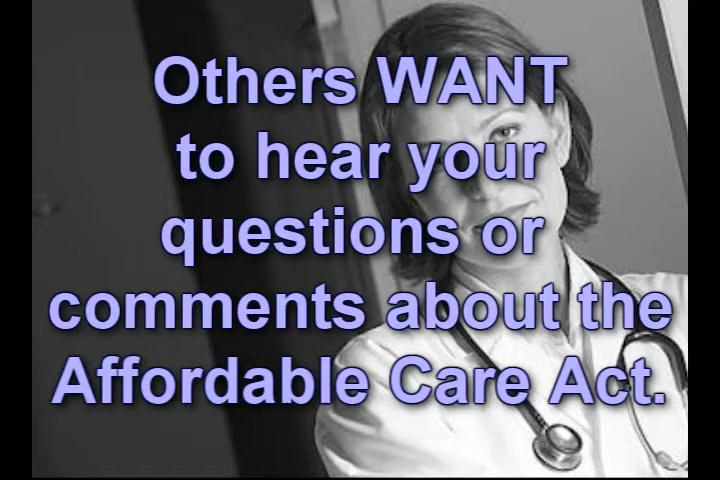 Others WANT
to hear your
questions or
comments about the
Affordable Care Act.